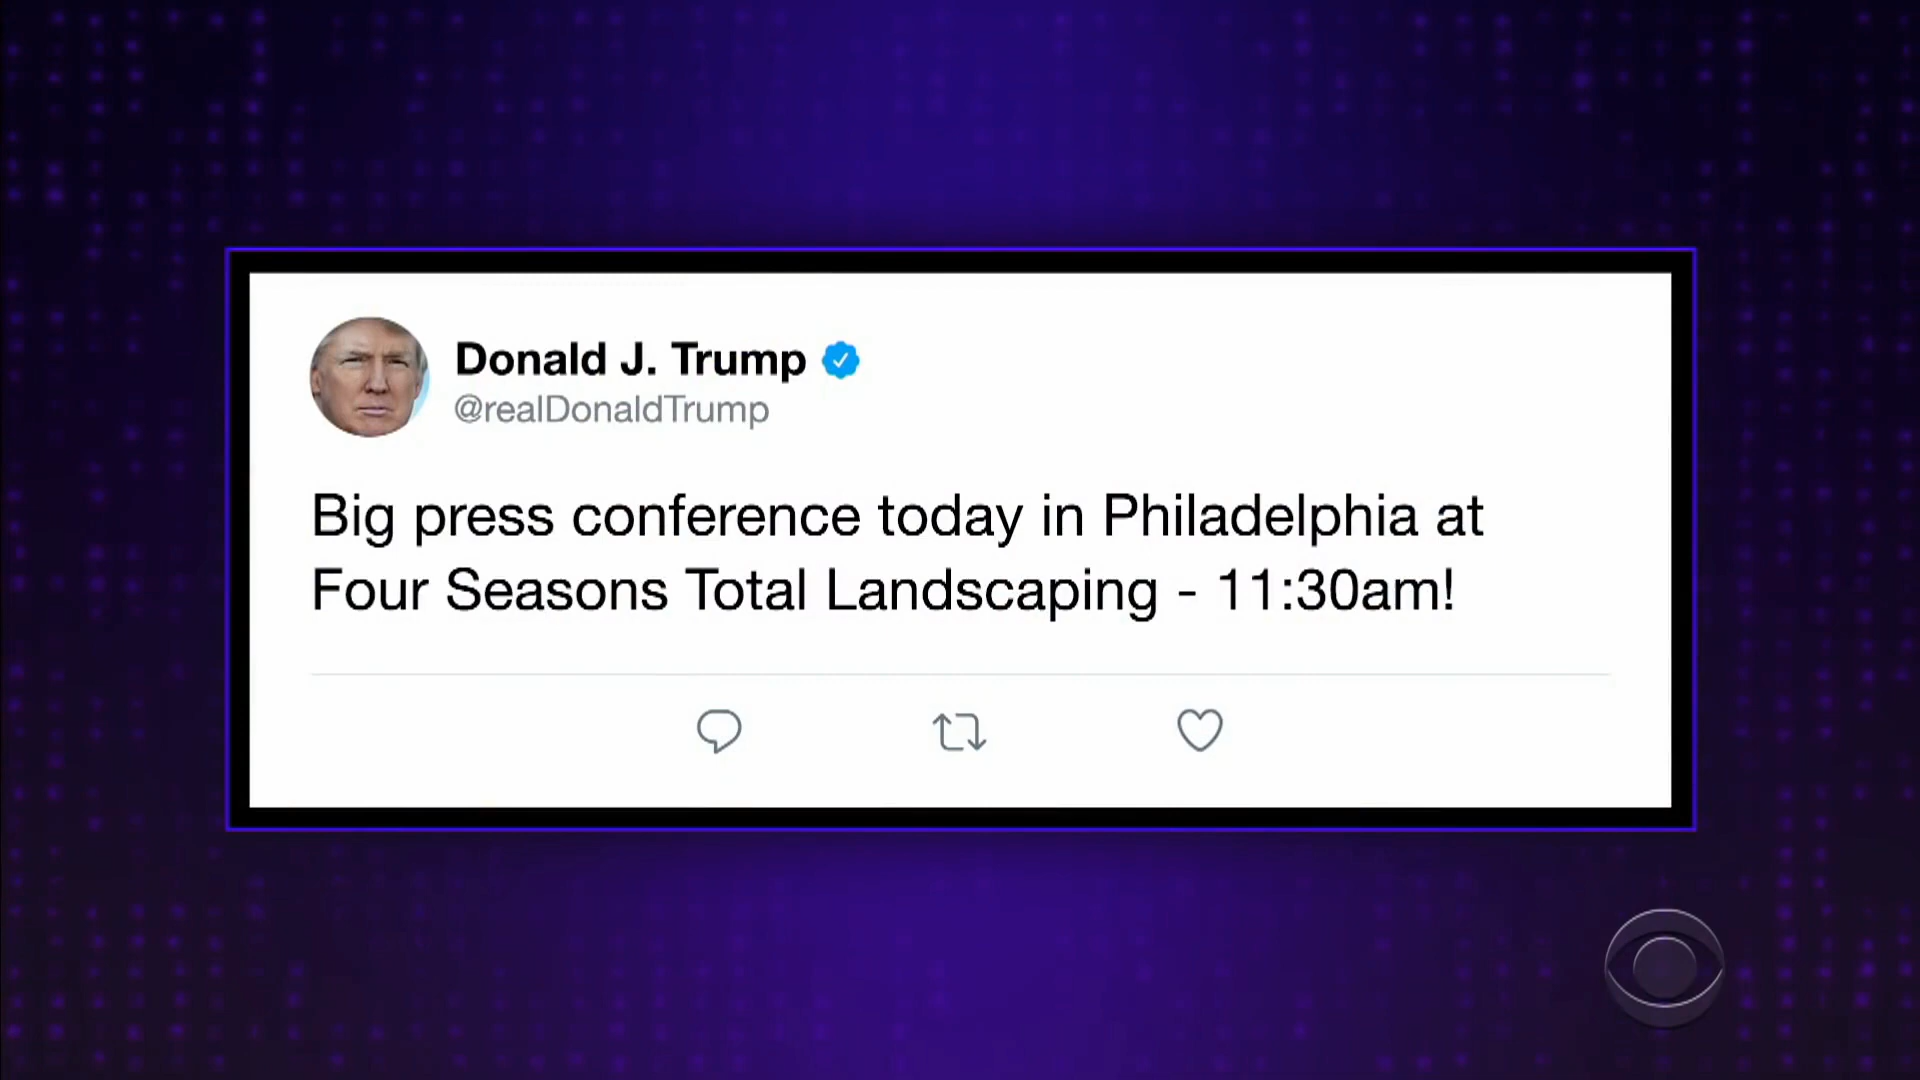 Donald J. Trump
@realDonaldTrump
Big press conference today in Philadelphia at
Four Seasons Total Landscaping - 11:30am!